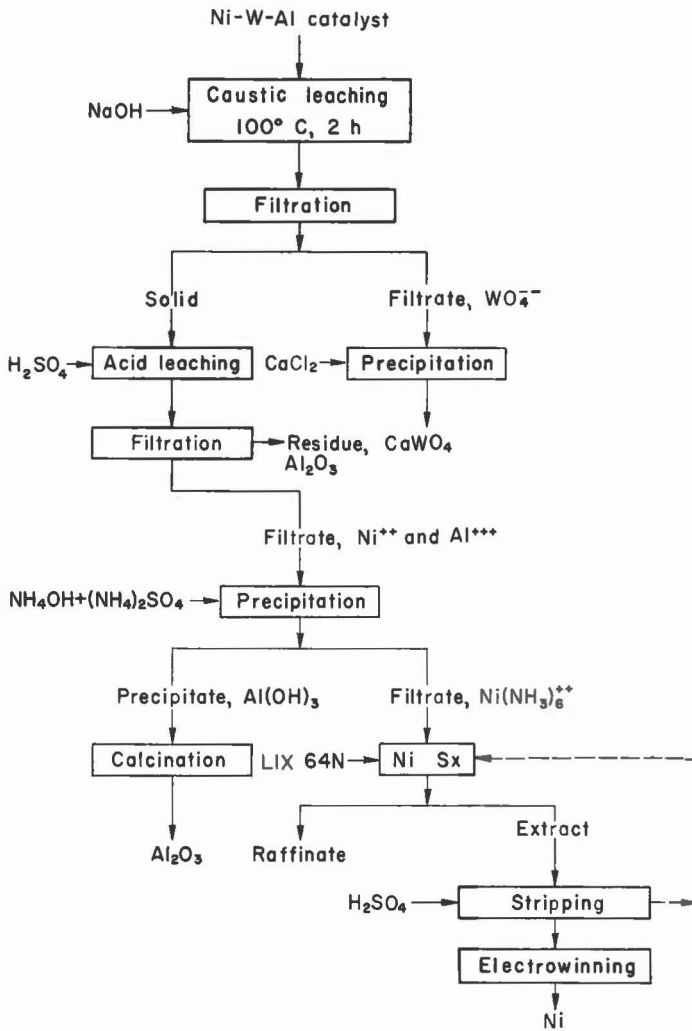 Ni-W-Al catalyst
NaOH
Caustic leaching
100° C, 2 h
Filtration
Solid
Filtrate, WO₄⁻⁻
H₂SO₄
Acid leaching
CaCl₂
Precipitation
Filtration
Residue,
Al₂O₃
CaWO₄
Filtrate, Ni⁺⁺ and Al⁺⁺⁺
NH₄OH+(NH₄)₂SO₄
Precipitation
Precipitate, Al(OH)₃
Filtrate, Ni(NH₃)₆⁺⁺
Calcination
LIX 64N
Ni Sx
Al₂O₃
Raffinate
Extract
H₂SO₄
Stripping
Electrowinning
Ni